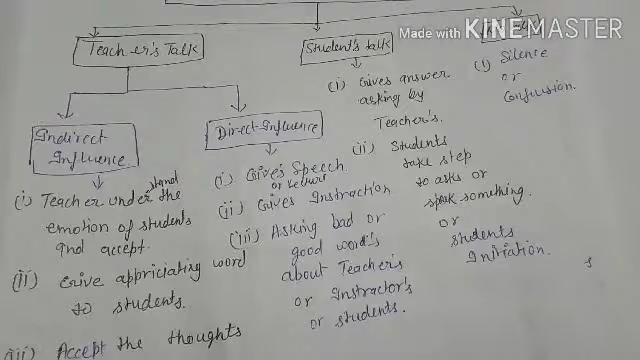 Made with KINEMASTER
Teacher's Talk
Student's talk
Indirect
Influence
Direct Influence
(i) Teacher understand the
emotion of students
and accept.
(ii) Give appriciating word
to students.
(iii) Accept the thoughts
(i) Gives Speech
or Lecture
(ii) Gives Instruction
(iii) Asking bad or
good word's
about Teacher's
or Instructor's
or students.
(i) Gives answer
asking by
Teacher's.
(ii) Students
take step
to asks or
speak something.
or
students
Initiation.
(i) Silence
or
Confusion.